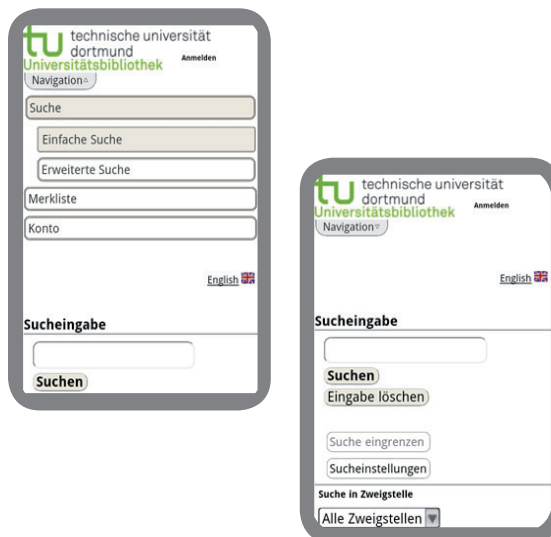 technische universität
dortmund
Universitätsbibliothek
Anmelden
Navigation
Suche
Einfache Suche
Erweiterte Suche
Merkliste
Konto
English
Sucheingabe
Suchen
technische universität
dortmund
Universitätsbibliothek
Anmelden
Navigation
English
Sucheingabe
Suchen
Eingabe löschen
Suche eingrenzen
Sucheinstellungen
Suche in Zweigstelle
Alle Zweigstellen